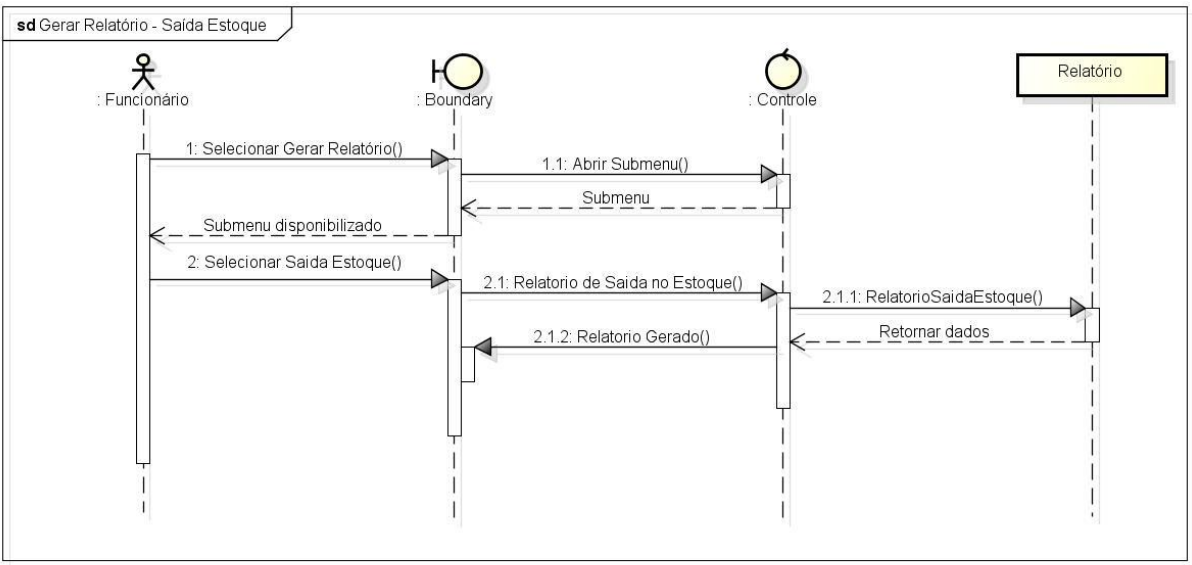 sd Gerar Relatório - Saída Estoque
: Funcionário
: Boundary
: Controle
Relatório
1: Selecionar Gerar Relatório()
1.1: Abrir Submenu()
Submenu
Submenu disponibilizado
2: Selecionar Saida Estoque()
2.1: Relatorio de Saida no Estoque()
2.1.1: RelatorioSaidaEstoque()
Retornar dados
2.1.2: Relatorio Gerado()